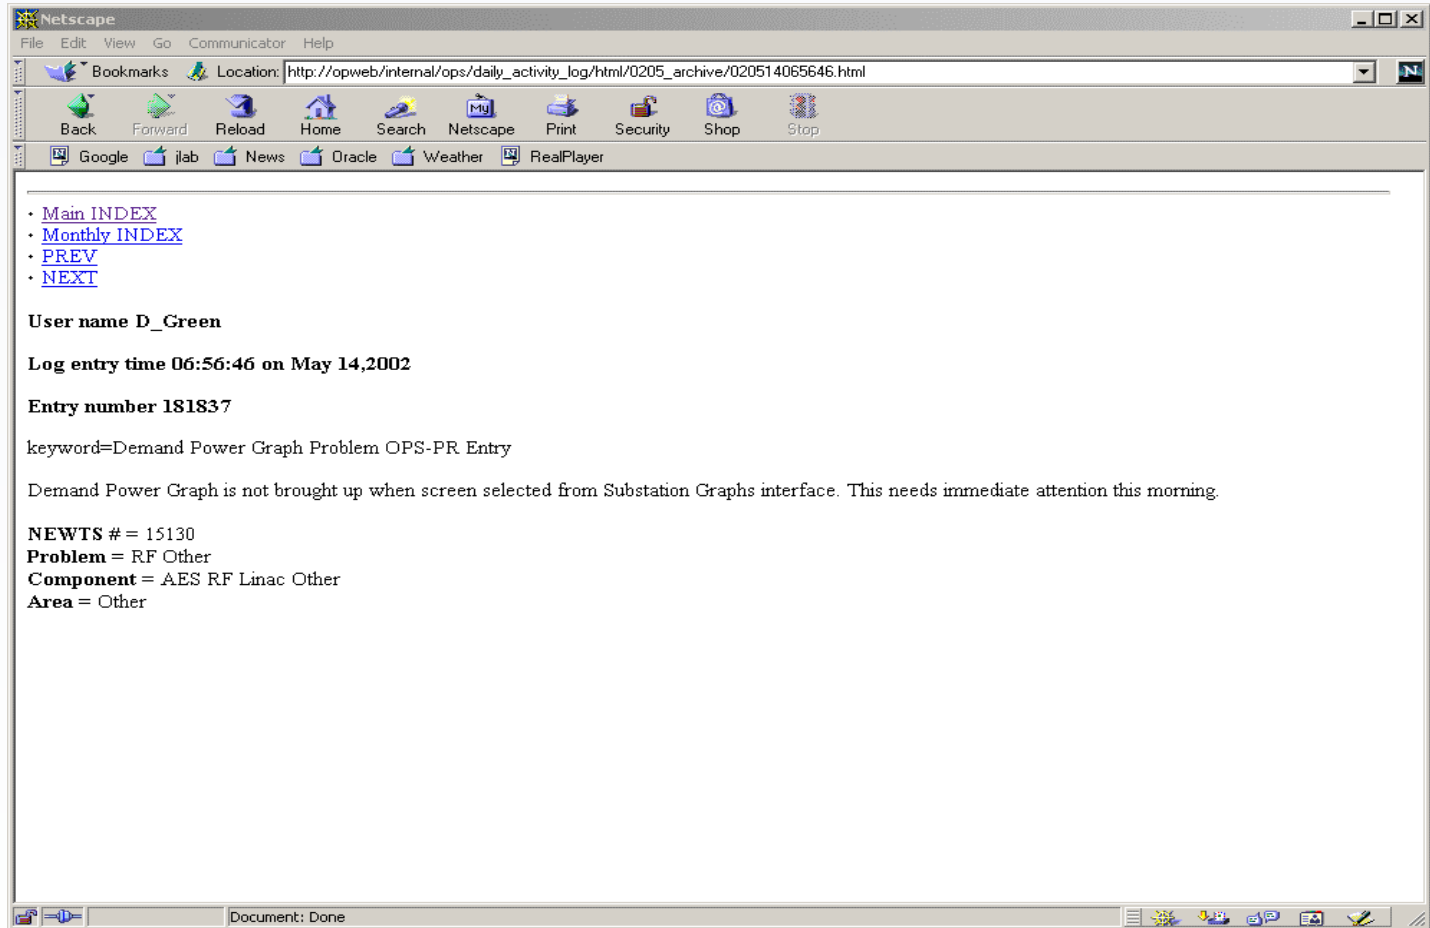 Netscape
File Edit View Go Communicator Help
Bookmarks Location: http://opweb/internal/ops/daily_activity_log/html/0205_archive/020514065646.html N
My
Back Forward Reload Home Search Netscape Print Security Shop Stop
Google jlab News Oracle Weather RealPlayer
• Main INDEX
• Monthly INDEX
• PREV
• NEXT
User name D_Green
Log entry time 06:56:46 on May 14,2002
Entry number 181837
keyword=Demand Power Graph Problem OPS-PR Entry
Demand Power Graph is not brought up when screen selected from Substation Graphs interface. This needs immediate attention this morning.
NEWTS # = 15130
Problem = RF Other
Component = AES RF Linac Other
Area = Other
Document: Done